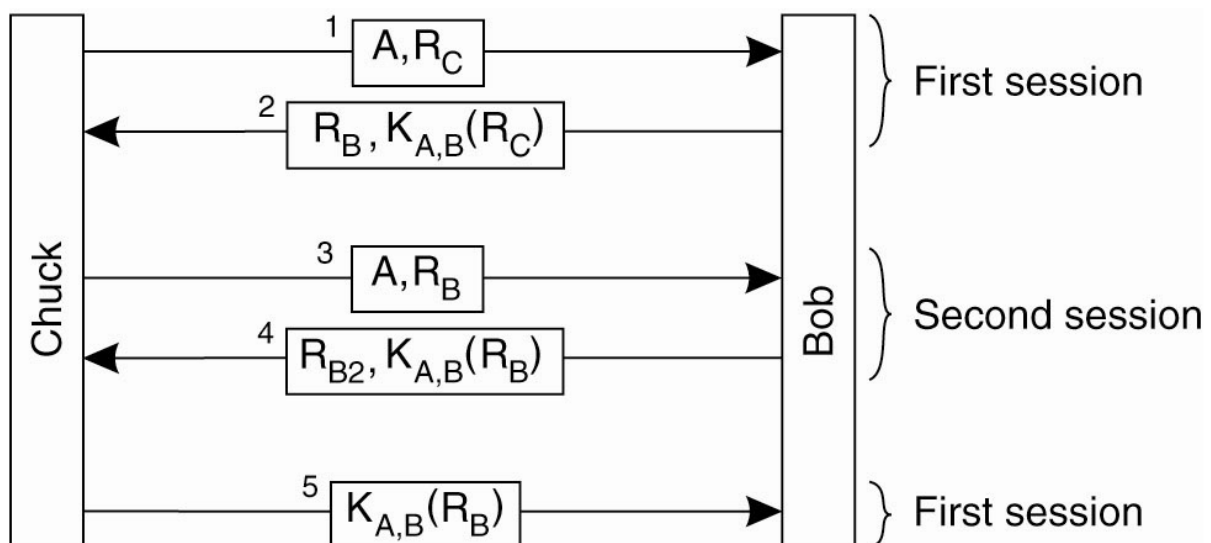 1
A, R_C
First session
2
R_B, K_A,B(R_C)
Chuck
Bob
3
A, R_B
Second session
4
R_B2, K_A,B(R_B)
5
K_A,B(R_B)
First session